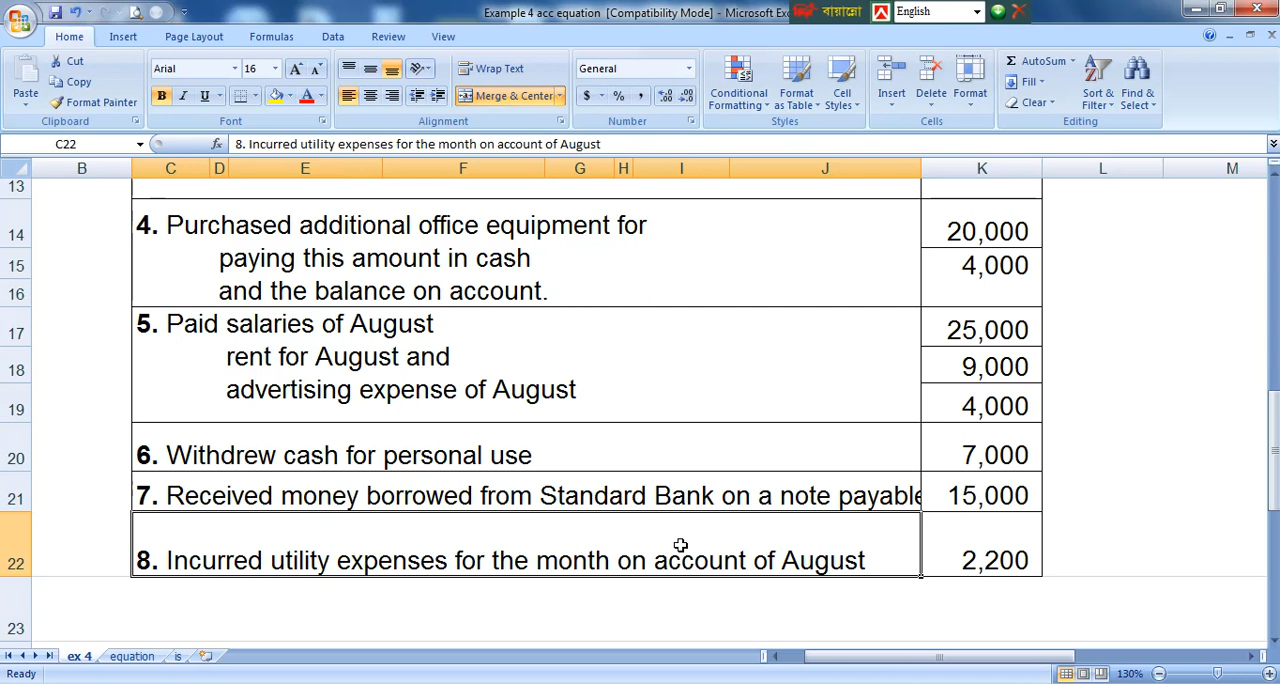 Example 4 acc equation [Compatibility Mode] - Microsoft Exc
বায়ান্নো
English
Home Insert Page Layout Formulas Data Review View
Paste
Cut
Copy
Format Painter
Clipboard
Arial 16
B I U
Font
Wrap Text
Merge & Center
Alignment
General
$ % ,
Number
Conditional Formatting
Format as Table
Cell Styles
Styles
Insert Delete Format
Cells
Σ AutoSum
Fill
Clear
Sort & Filter
Find & Select
Editing
C22 fx 8. Incurred utility expenses for the month on account of August
B C D E F G H I J K L M
13
14 4. Purchased additional office equipment for 20,000
15 paying this amount in cash 4,000
16 and the balance on account.
17 5. Paid salaries of August 25,000
18 rent for August and 9,000
19 advertising expense of August 4,000
20 6. Withdrew cash for personal use 7,000
21 7. Received money borrowed from Standard Bank on a note payable 15,000
22 8. Incurred utility expenses for the month on account of August 2,200
23
ex 4 equation is
Ready 130%